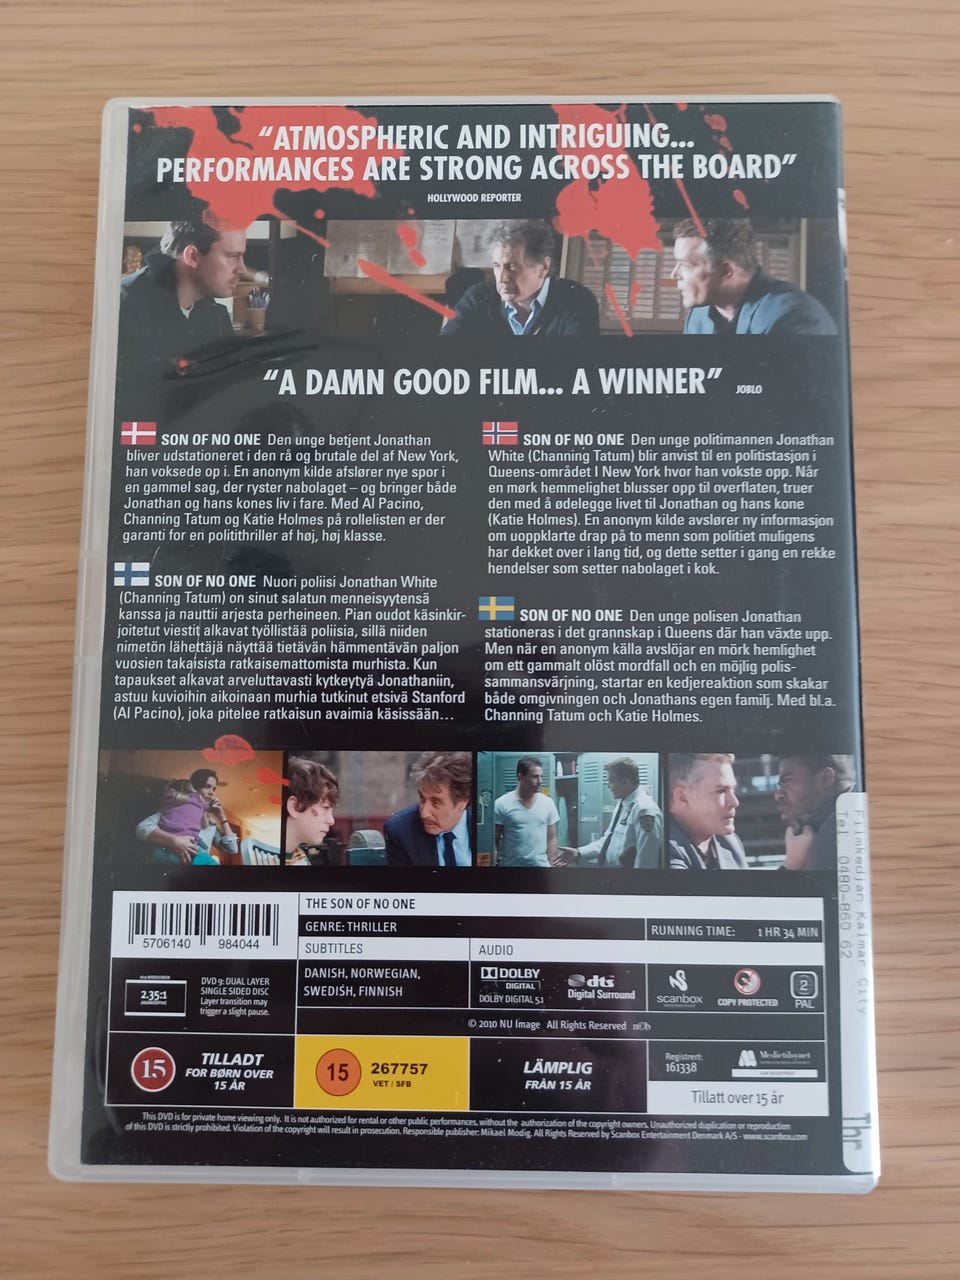 “ATMOSPHERIC AND INTRIGUING...
PERFORMANCES ARE STRONG ACROSS THE BOARD”
HOLLYWOOD REPORTER
“A DAMN GOOD FILM... A WINNER”
JOBLO
SON OF NO ONE Den unge betjent Jonathan
bliver udstationeret i den rå og brutale del af New York,
han voksede op i. En anonym kilde afslører nye spor i
en gammel sag, der ryster nabolaget – og bringer både
Jonathan og hans kones liv i fare. Med Al Pacino,
Channing Tatum og Katie Holmes på rollelisten er der
garanti for en politithriller af høj, høj klasse.
SON OF NO ONE Den unge politimannen Jonathan
White (Channing Tatum) blir anvist til en politistasjon i
Queens-området I New York hvor han vokste opp. Når
en mørk hemmelighet blusser opp til overflaten, truer
den med å ødelegge livet til Jonathan og hans kone
(Katie Holmes). En anonym kilde avslører ny informasjon
om uoppklarte drap på to menn som politiet muligens
har dekket over i lang tid, og dette setter i gang en rekke
hendelser som setter nabolaget i kok.
SON OF NO ONE Nuori poliisi Jonathan White
(Channing Tatum) on sinut salatun menneisyytensä
kanssa ja nauttii arjesta perheineen. Pian oudot käsinkir-
joitetut viestit alkavat työllistää poliisia, sillä niiden
nimetön lähettäjä näyttää tietävän hämmentävän paljon
vuosien takaisista ratkaisemattomista murhista. Kun
tapaukset alkavat arveluttavasti kytkeytyä Jonathaniin,
astuu kuvioihin aikoinaan murhia tutkinut etsivä Stanford
(Al Pacino), joka pitelee ratkaisun avaimia käsissään...
SON OF NO ONE Den unge polisen Jonathan
stationeras i det grannskap i Queens där han växte upp.
Men när en anonym källa avslöjar en mörk hemlighet
om ett gammalt olöst mordfall och en möjlig polis-
sammansvärjning, startar en kedjereaktion som skakar
både omgivningen och Jonathans egen familj. Med bl.a.
Channing Tatum och Katie Holmes.
Filmkedjan Kalmar City
Tel. 0480-860 62
Thr
5706140 984044
THE SON OF NO ONE
GENRE: THRILLER
RUNNING TIME: 1 HR 34 MIN
SUBTITLES
AUDIO
DANISH, NORWEGIAN,
SWEDISH, FINNISH
DOLBY
DIGITAL
DOLBY DIGITAL 5.1
dts
Digital Surround
scanbox
COPY PROTECTED
2
PAL
2.35:1
DVD 9: DUAL LAYER
SINGLE SIDED DISC
Layer transition may
trigger a slight pause.
© 2010 NU Image All Rights Reserved n©b
15
TILLADT
FOR BØRN OVER
15 ÅR
15
267757
VET / SFB
LÄMPLIG
FRÅN 15 ÅR
Registrert:
161338
Medietilsynet
Tillatt over 15 år
This DVD is for private home viewing only. It is not authorized for rental or other public performances, without the authorization of the copyright owners. Unauthorized duplication or reproduction
of this DVD is strictly prohibited. Violation of the copyright will result in prosecution. Responsible publisher: Mikael Modig. All Rights Reserved by Scanbox Entertainment Denmark A/S - www.scanbox.com